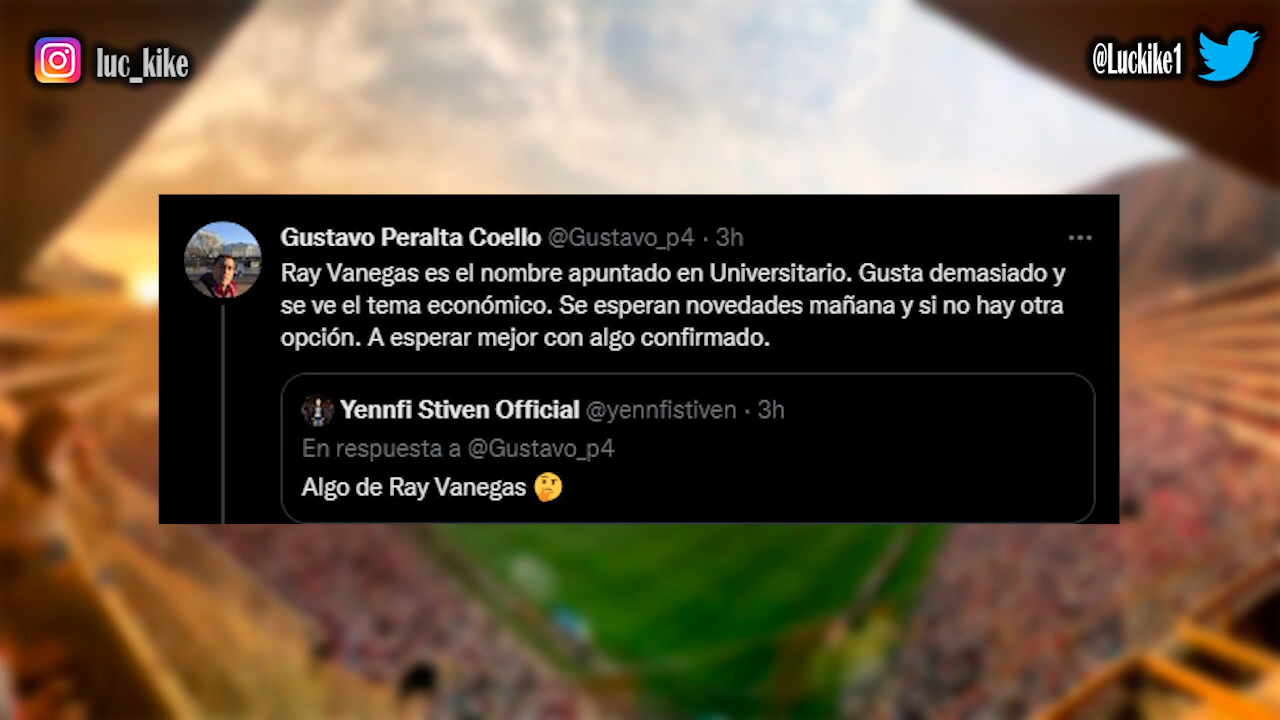 luc_kike
@Luckike1
Gustavo Peralta Coello @Gustavo_p4 · 3h
Ray Vanegas es el nombre apuntado en Universitario. Gusta demasiado y
se ve el tema económico. Se esperan novedades mañana y si no hay otra
opción. A esperar mejor con algo confirmado.
Yennfi Stiven Official @yennfistiven · 3h
En respuesta a @Gustavo_p4
Algo de Ray Vanegas 🤔